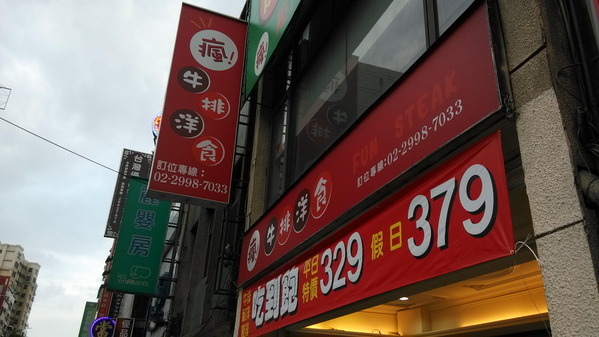 瘋!
牛
排
洋
食
訂位專線:
02-2998-7033
FUN STEAK
訂位專線:02-2998-7033
瘋!牛排洋食
吃到飽
平日
特價
329
假日
379
台灣
嬰房